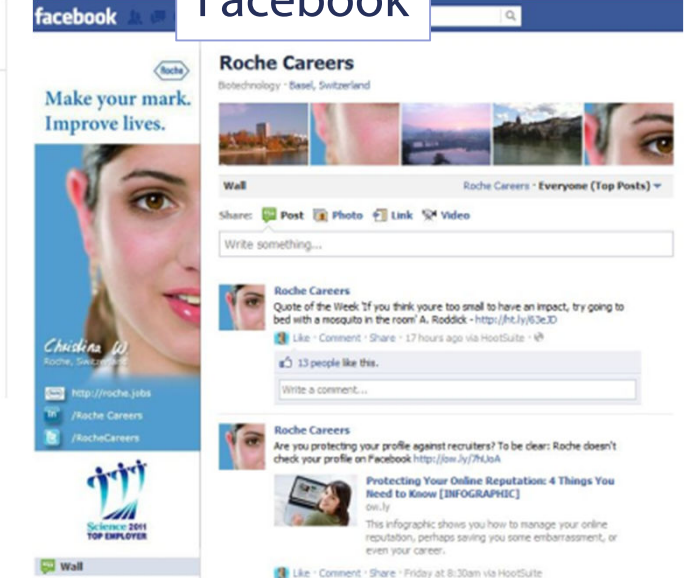 Facebook
facebook
Roche
Make your mark.
Improve lives.
Christina W
Roche, Switzerland
http://roche.jobs
/Roche Careers
/RocheCareers
Science 2011
TOP EMPLOYER
Wall
Roche Careers
Biotechnology · Basel, Switzerland
Wall
Roche Careers · Everyone (Top Posts)
Share: Post Photo Link Video
Write something...
Roche Careers
Quote of the Week 'If you think youre too small to have an impact, try going to
bed with a mosquito in the room' A. Roddick - http://ht.ly/63eJD
Like · Comment · Share · 17 hours ago via HootSuite ·
13 people like this.
Write a comment...
Roche Careers
Are you protecting your profile against recruiters? To be clear: Roche doesn't
check your profile on Facebook http://ow.ly/7hUoA
Protecting Your Online Reputation: 4 Things You
Need to Know [INFOGRAPHIC]
ow.ly
This infographic shows you how to manage your online
reputation, perhaps saving you some embarrassment, or
even your career.
Like · Comment · Share · Friday at 8:30am via HootSuite